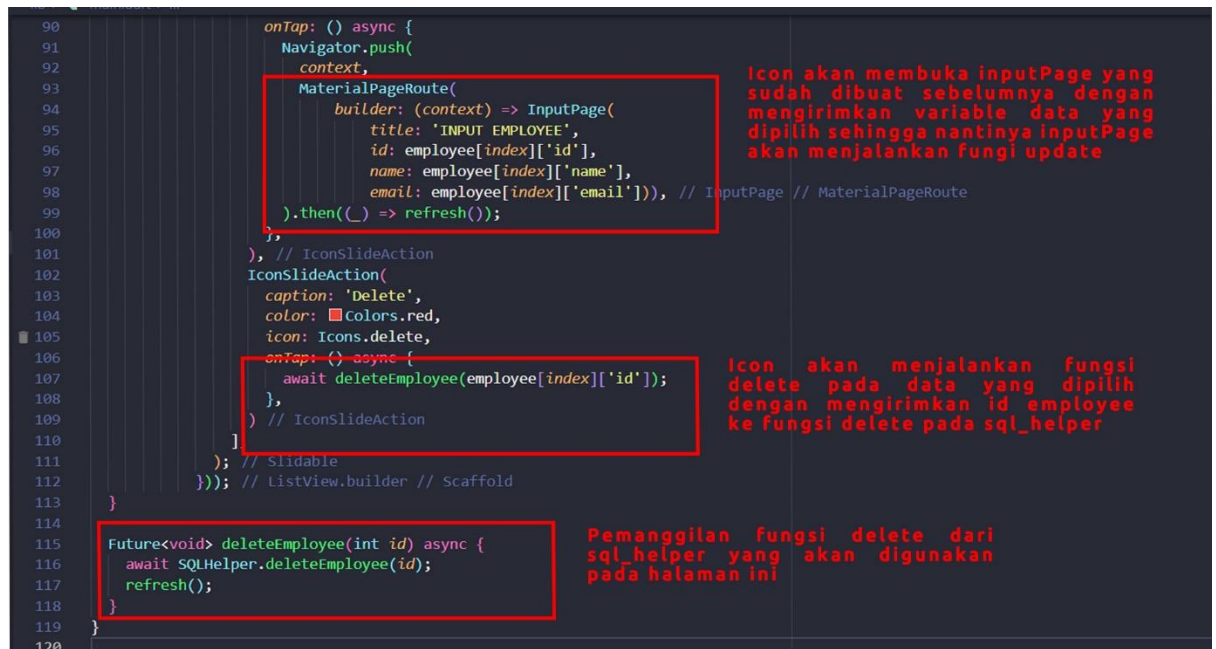 90 onTap: () async {
91 Navigator.push(
92 context,
93 MaterialPageRoute(
94 builder: (context) => InputPage(
95 title: 'INPUT EMPLOYEE',
96 id: employee[index]['id'],
97 name: employee[index]['name'],
98 email: employee[index]['email'])), // InputPage // MaterialPageRoute
99 ).then((_) => refresh());
100 },
101 ), // IconSlideAction
102 IconSlideAction(
103 caption: 'Delete',
104 color: Colors.red,
105 icon: Icons.delete,
106 onTap: () async {
107 await deleteEmployee(employee[index]['id']);
108 },
109 ) // IconSlideAction
110 ],
111 ); // Slidable
112 })); // ListView.builder // Scaffold
113 }
114
115 Future<void> deleteEmployee(int id) async {
116 await SQLHelper.deleteEmployee(id);
117 refresh();
118 }
119 }
120
Icon akan membuka inputPage yang
sudah dibuat sebelumnya dengan
mengirimkan variable data yang
dipilih sehingga nantinya inputPage
akan menjalankan fungi update
Icon akan menjalankan fungsi
delete pada data yang dipilih
dengan mengirimkan id employee
ke fungsi delete pada sql_helper
Pemanggilan fungsi delete dari
sql_helper yang akan digunakan
pada halaman ini